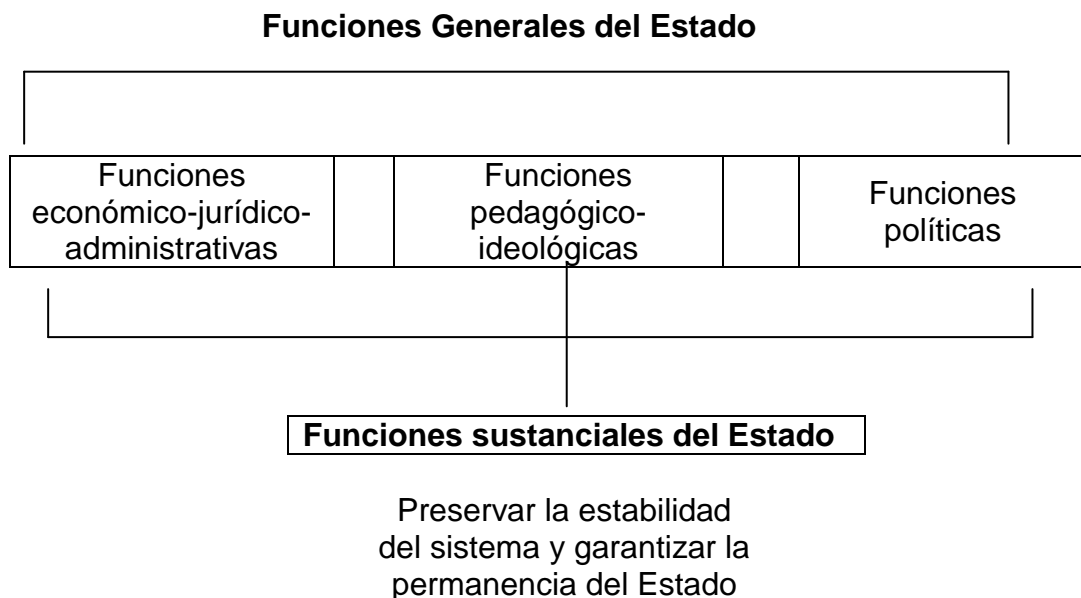 Funciones Generales del Estado
Funciones
económico-jurídico-
administrativas
Funciones
pedagógico-
ideológicas
Funciones
políticas
Funciones sustanciales del Estado
Preservar la estabilidad
del sistema y garantizar la
permanencia del Estado